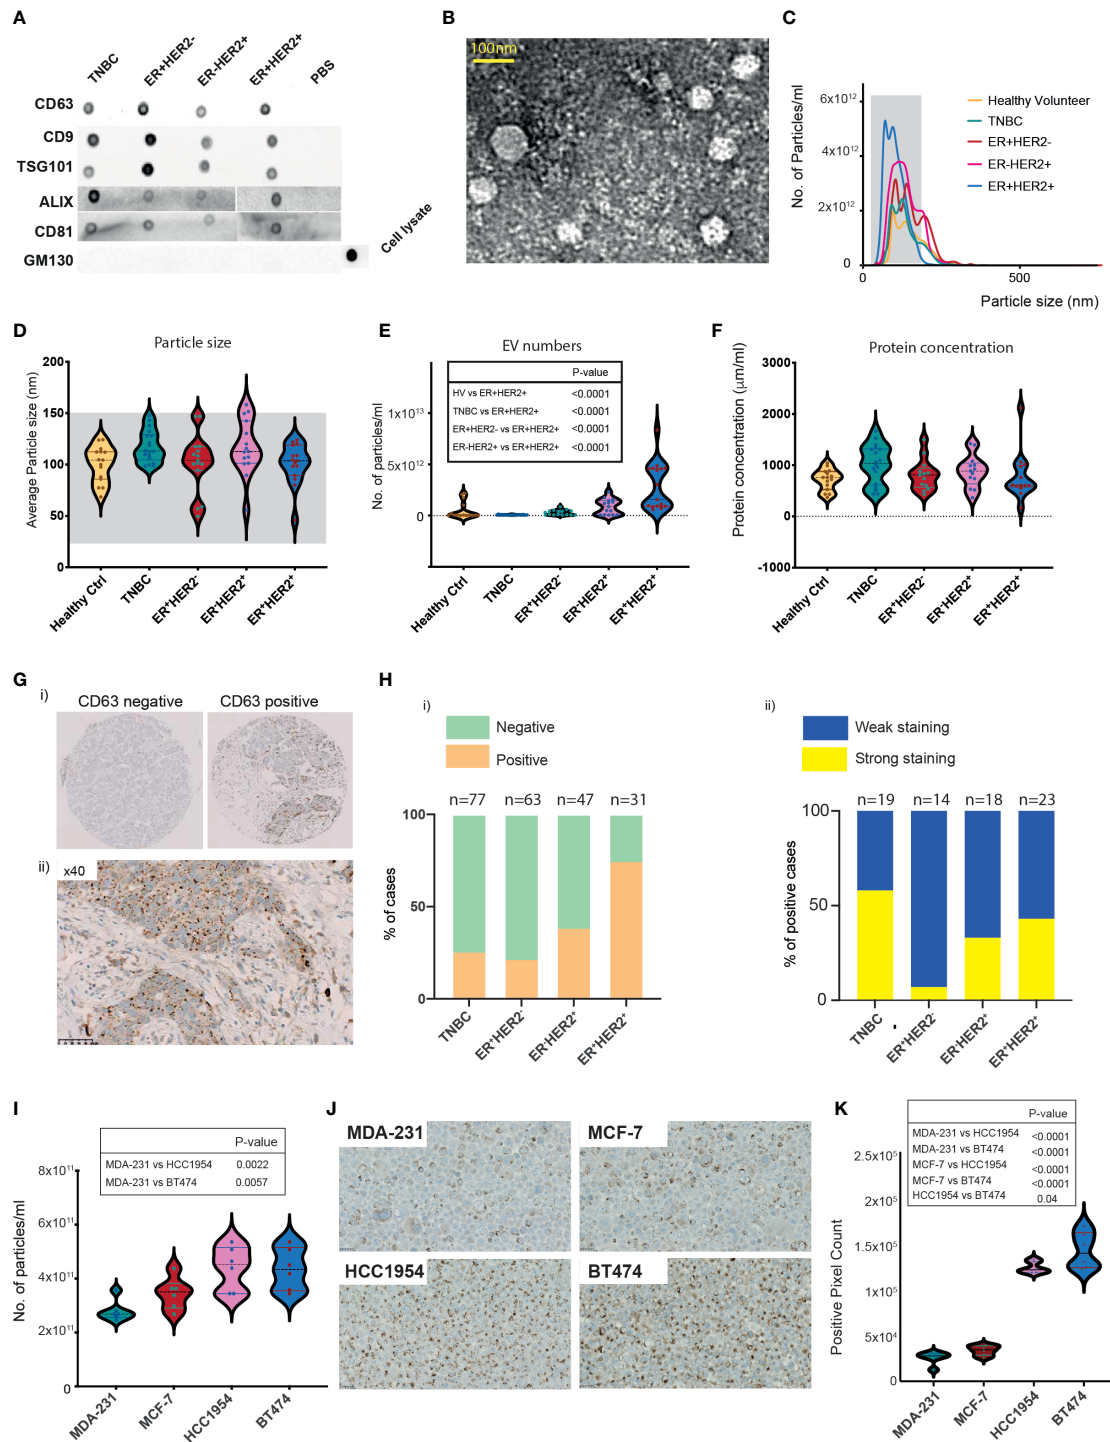 A
TNBC
ER+HER2-
ER-HER2+
ER+HER2+
PBS
CD63
CD9
TSG101
ALIX
CD81
GM130
Cell lysate
B
100nm
C
No. of Particles/ml
6x10¹²
4x10¹²
2x10¹²
0
0
500
Particle size (nm)
Healthy Volunteer
TNBC
ER+HER2-
ER-HER2+
ER+HER2+
D
Particle size
Average Particle size (nm)
200
150
100
50
0
Healthy Ctrl
TNBC
ER⁺HER2⁻
ER⁻HER2⁺
ER⁺HER2⁺
E
EV numbers
P-value
HV vs ER+HER2+ <0.0001
TNBC vs ER+HER2+ <0.0001
ER+HER2- vs ER+HER2+ <0.0001
ER-HER2+ vs ER+HER2+ <0.0001
No. of particles/ml
1x10¹³
5x10¹²
0
Healthy Ctrl
TNBC
ER⁺HER2⁻
ER⁻HER2⁺
ER⁺HER2⁺
F
Protein concentration
Protein concentration (μm/ml)
3000
2000
1000
0
-1000
Healthy Ctrl
TNBC
ER⁺HER2⁻
ER⁻HER2⁺
ER⁺HER2⁺
G
i)
CD63 negative
CD63 positive
ii)
x40
H
i)
Negative
Positive
n=77 n=63 n=47 n=31
% of cases
100
50
0
TNBC
ER⁺HER2⁻
ER⁻HER2⁺
ER⁺HER2⁺
ii)
Weak staining
Strong staining
n=19 n=14 n=18 n=23
% of positive cases
100
50
0
TNBC
ER⁺HER2⁻
ER⁻HER2⁺
ER⁺HER2⁺
I
P-value
MDA-231 vs HCC1954 0.0022
MDA-231 vs BT474 0.0057
No. of particles/ml
8x10¹¹
6x10¹¹
4x10¹¹
2x10¹¹
0
MDA-231
MCF-7
HCC1954
BT474
J
MDA-231
MCF-7
HCC1954
BT474
K
P-value
MDA-231 vs HCC1954 <0.0001
MDA-231 vs BT474 <0.0001
MCF-7 vs HCC1954 <0.0001
MCF-7 vs BT474 <0.0001
HCC1954 vs BT474 0.04
Positive Pixel Count
2.5x10⁵
2x10⁵
1.5x10⁵
1x10⁵
5x10⁴
0
MDA-231
MCF-7
HCC1954
BT474